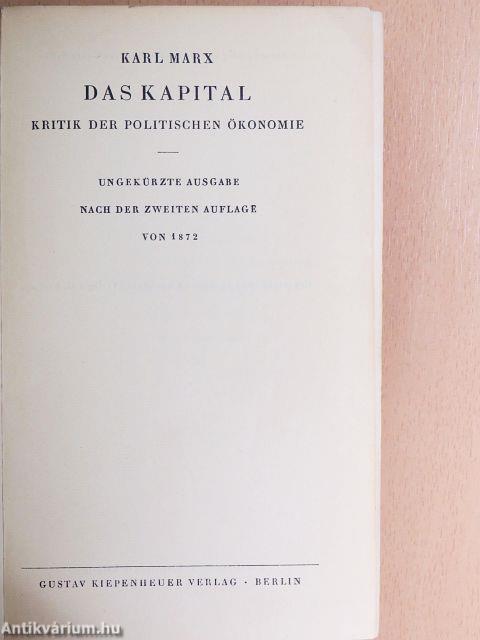 KARL MARX
DAS KAPITAL
KRITIK DER POLITISCHEN ÖKONOMIE
UNGEKÜRZTE AUSGABE
NACH DER ZWEITEN AUFLAGE
VON 1872
GUSTAV KIEPENHEUER VERLAG · BERLIN
Antikvárium.hu